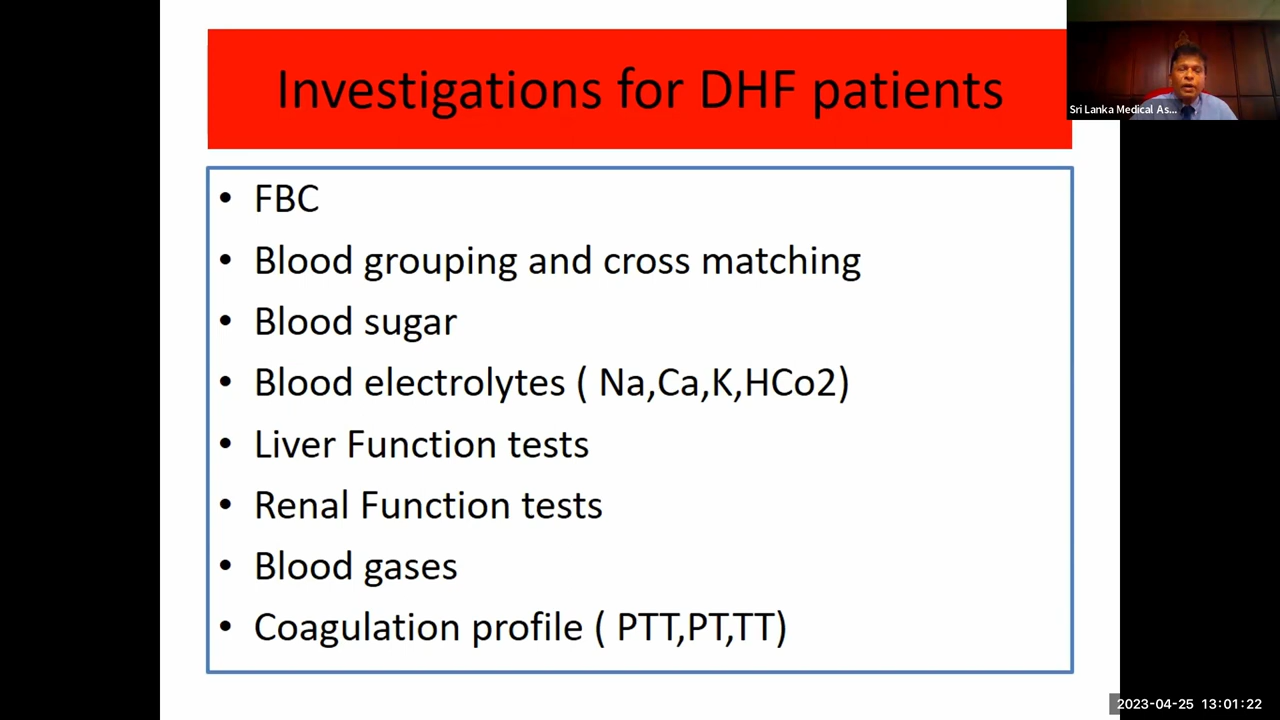 Investigations for DHF patients
Sri Lanka Medical As...
• FBC
• Blood grouping and cross matching
• Blood sugar
• Blood electrolytes ( Na,Ca,K,HCo2)
• Liver Function tests
• Renal Function tests
• Blood gases
• Coagulation profile ( PTT,PT,TT)
2023-04-25 13:01:22